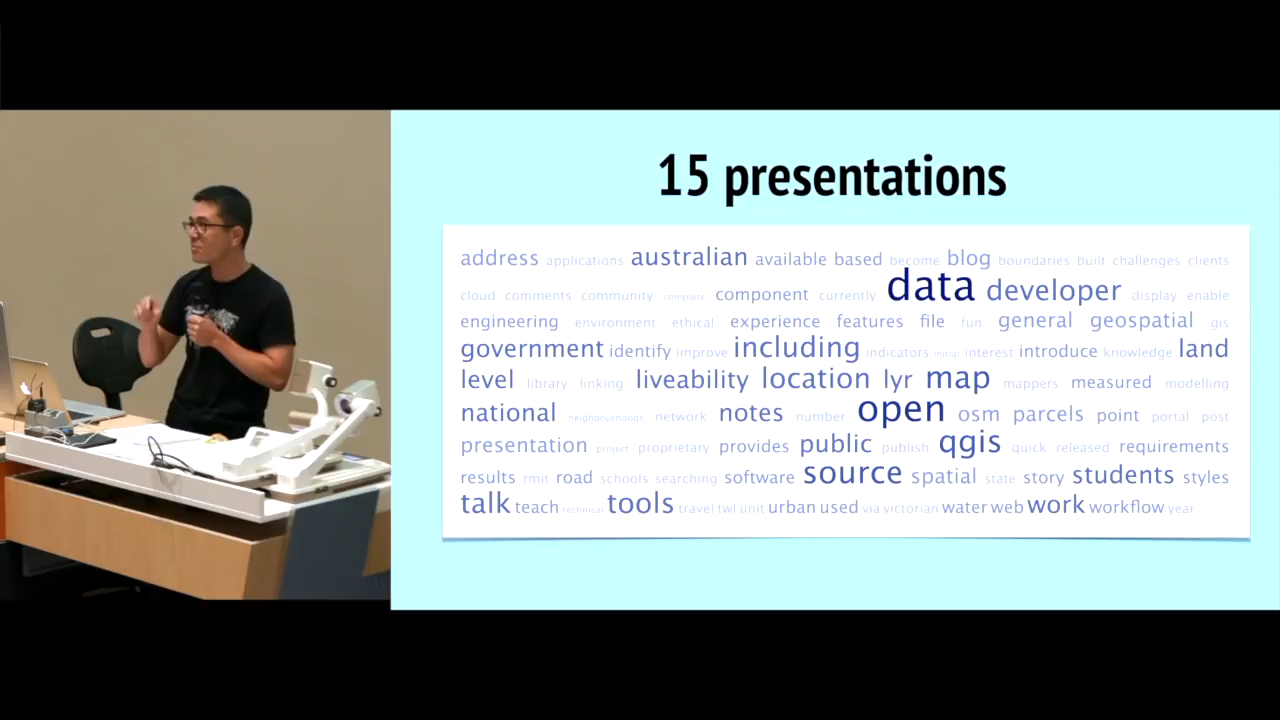 15 presentations
address applications australian available based become blog boundaries built challenges clients
cloud comments community complete component currently data developer display enable
engineering environment ethical experience features file fun general geospatial gis
government identify improve including indicators initial interest introduce knowledge land
level library linking liveability location lyr map mappers measured modelling
national neighbourhoods network notes number open osm parcels point portal post
presentation project proprietary provides public publish qgis quick released requirements
results rmit road schools searching software source spatial state story students styles
talk teach technical tools travel twl unit urban used via victorian water web work workflow year